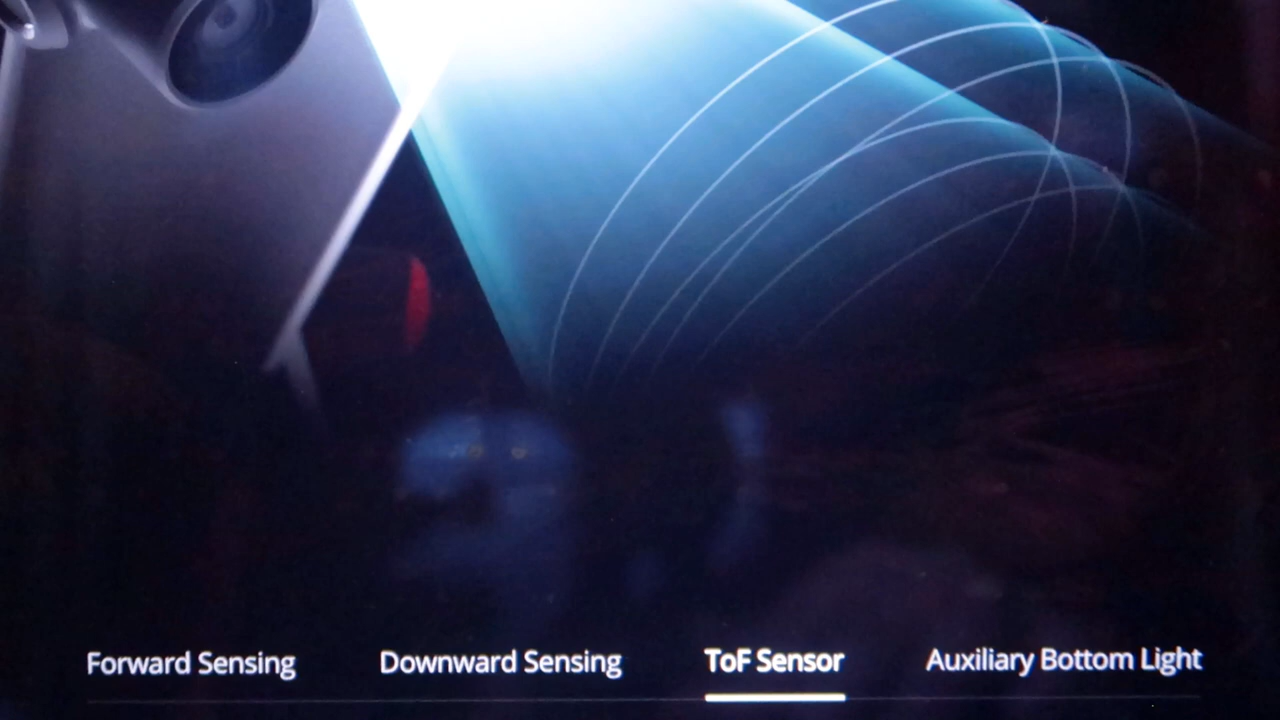 Forward Sensing
Downward Sensing
ToF Sensor
Auxiliary Bottom Light